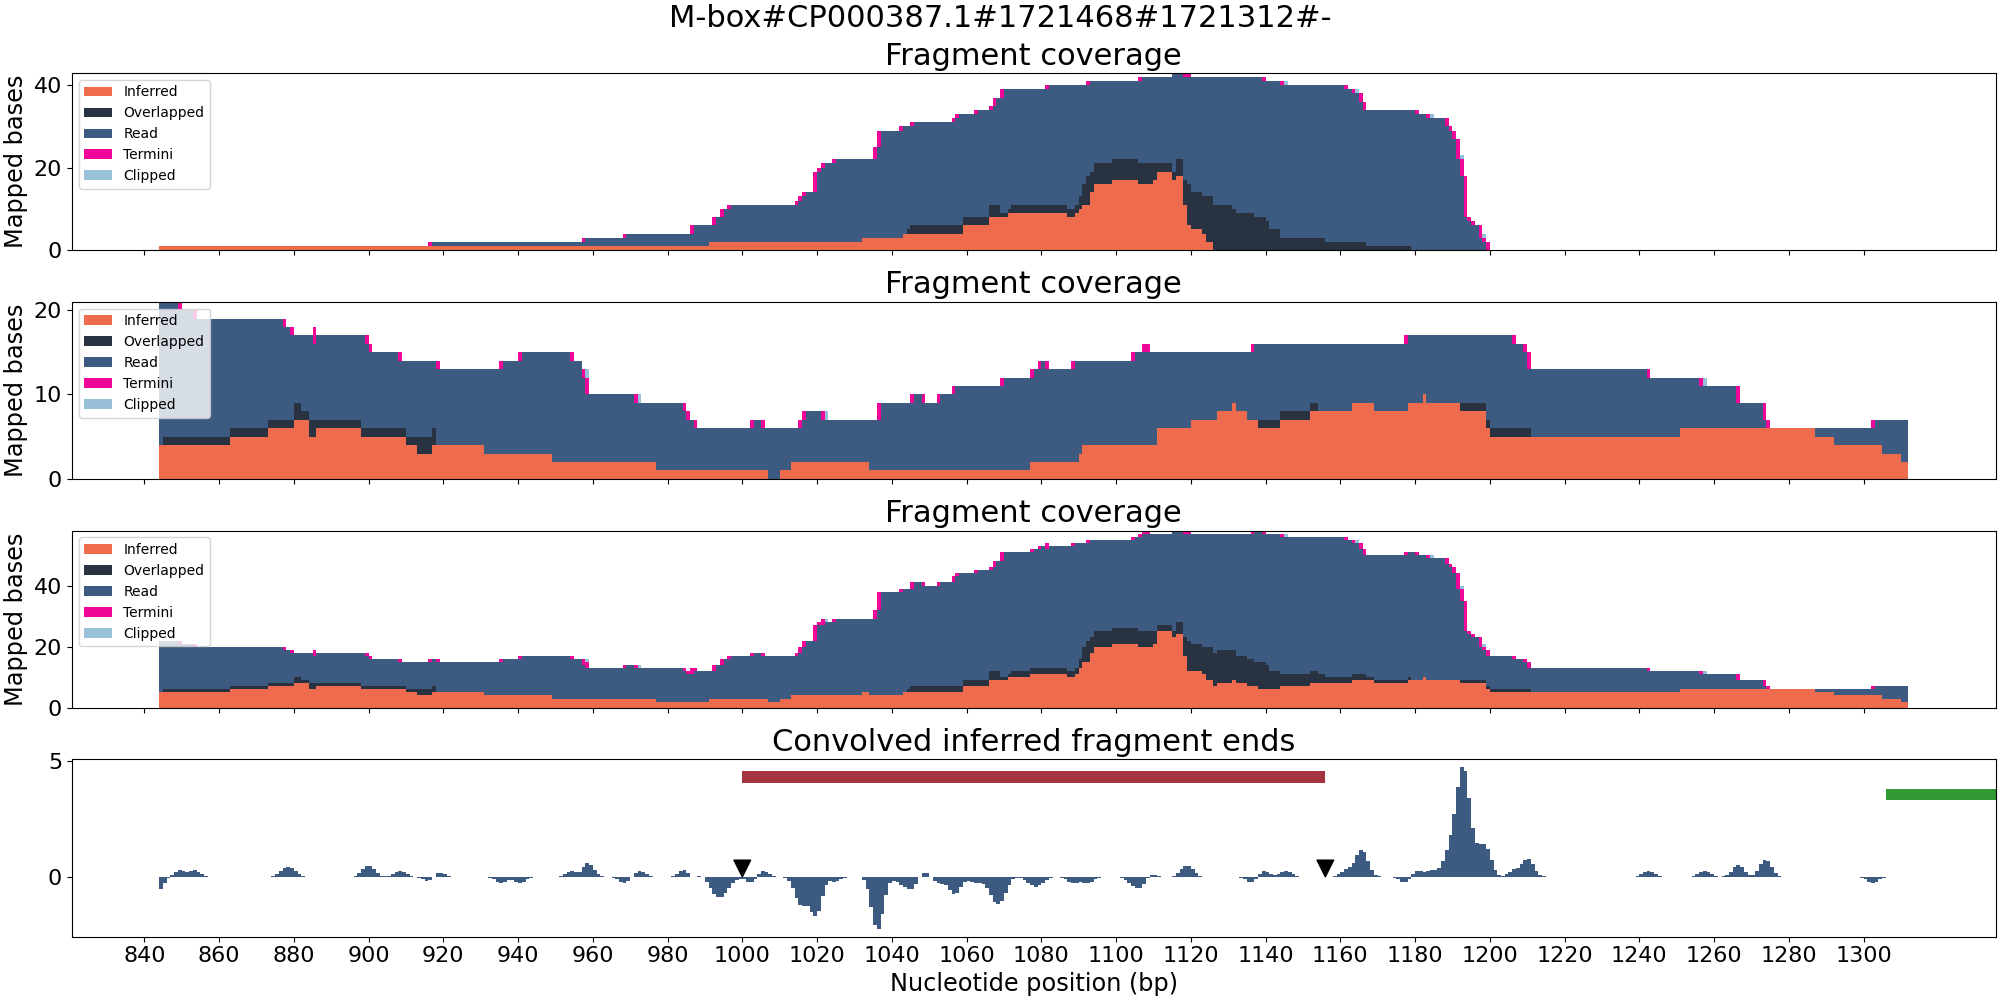 M-box#CP000387.1#1721468#1721312#-
Fragment coverage
Mapped bases
40
20
0
Inferred
Overlapped
Read
Termini
Clipped
Fragment coverage
Mapped bases
20
10
0
Inferred
Overlapped
Read
Termini
Clipped
Fragment coverage
Mapped bases
40
20
0
Inferred
Overlapped
Read
Termini
Clipped
Convolved inferred fragment ends
5
0
840 860 880 900 920 940 960 980 1000 1020 1040 1060 1080 1100 1120 1140 1160 1180 1200 1220 1240 1260 1280 1300
Nucleotide position (bp)